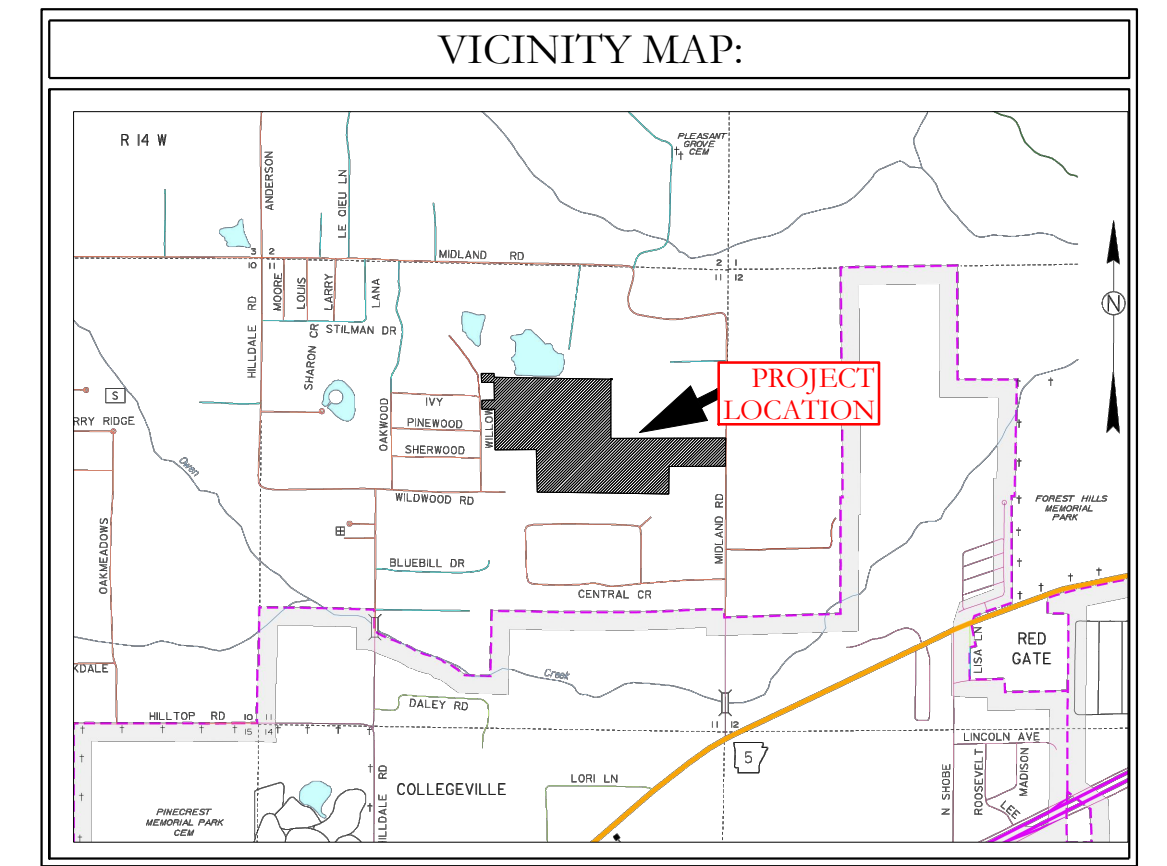 VICINITY MAP:
R 14 W
ANDERSON
LE QIEU LN
PLEASANT
GROVE
CEM
3 2
10 11
MIDLAND RD
2 1
11 12
HILLDALE RD
MOORE
LOUIS
LARRY
LANA
STILMAN DR
SHARON CR
N
PROJECT
LOCATION
S
RRY RIDGE
OAKWOOD
IVY
PINEWOOD
SHERWOOD
WILLOW
WILDWOOD RD
Owen
OAKMEADOWS
MIDLAND RD
FOREST HILLS
MEMORIAL
PARK
BLUEBILL DR
CENTRAL CR
LISA LN
RED
GATE
KDALE
Creek
DALEY RD
HILLTOP RD
10 11
15 14
11 12
5
LINCOLN AVE
COLLEGEVILLE
LORI LN
N SHOBE
ROOSEVELT
MADISON
LEE
ILLDALE RD
PINECREST
MEMORIAL PARK
CEM